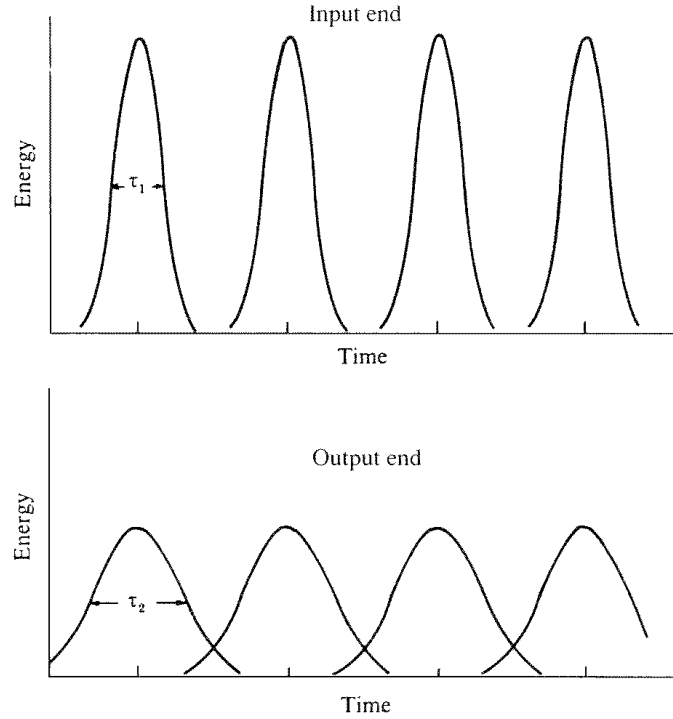 Input end
Energy
τ₁
Time
Output end
Energy
τ₂
Time